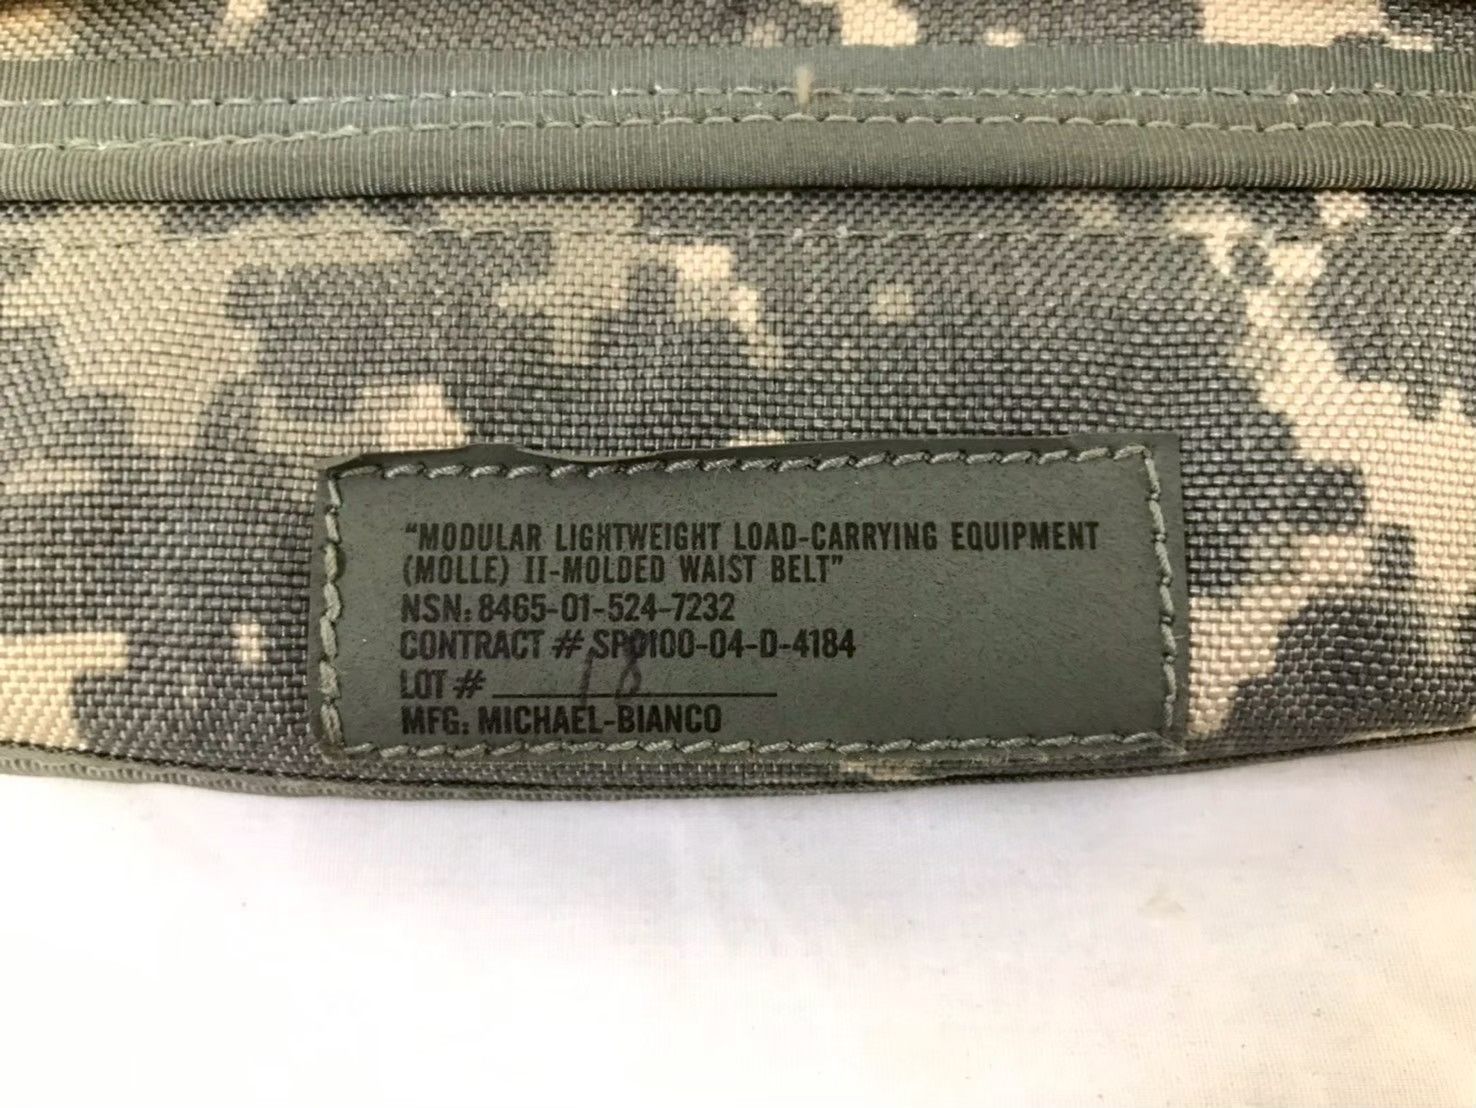 "MODULAR LIGHTWEIGHT LOAD-CARRYING EQUIPMENT
(MOLLE) II-MOLDED WAIST BELT"
NSN: 8465-01-524-7232
CONTRACT # SPO100-04-D-4184
LOT # 18
MFG: MICHAEL-BIANCO